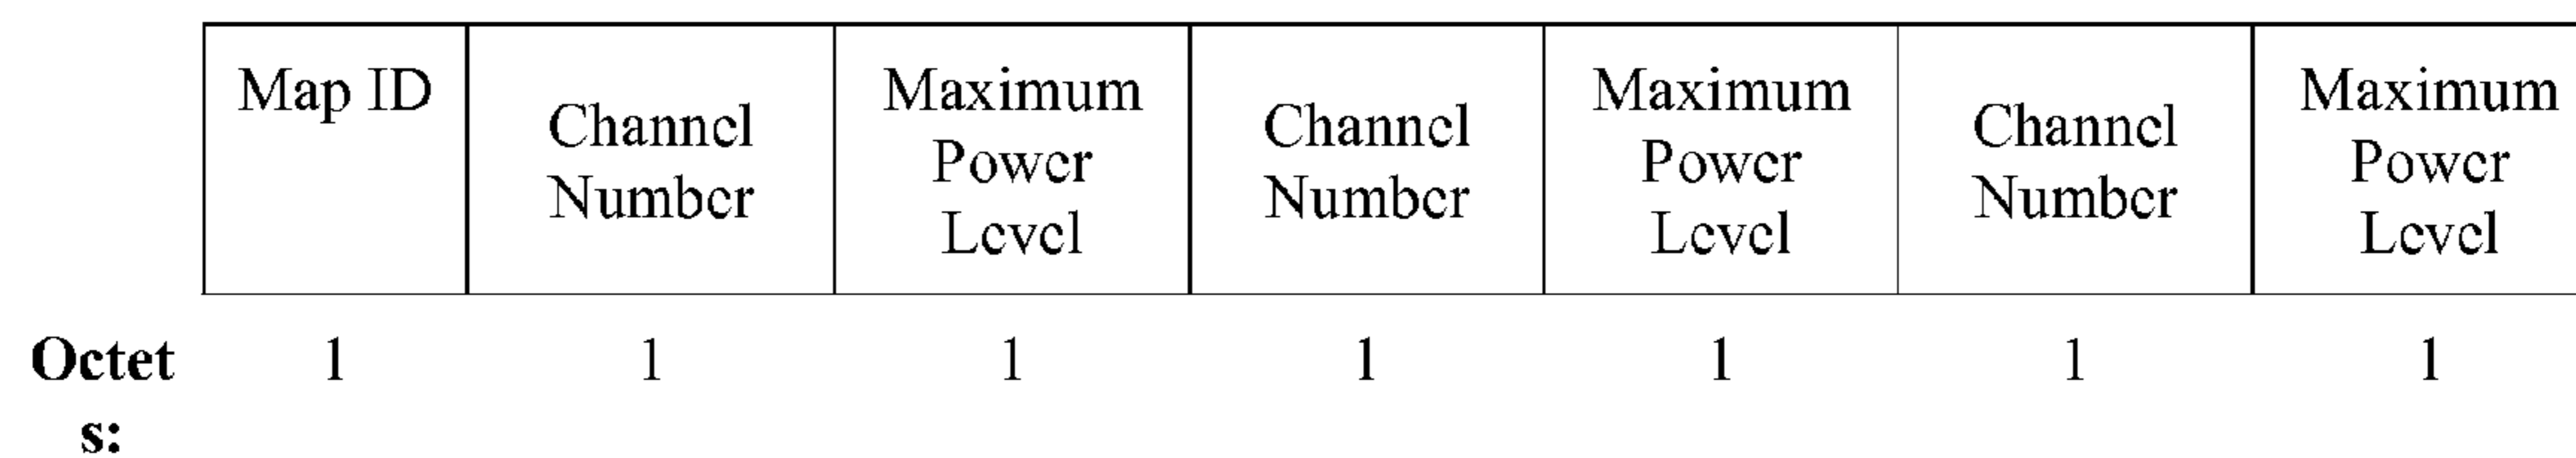 Map ID
Channel
Number
Maximum
Power
Level
Channel
Number
Maximum
Power
Level
Channel
Number
Maximum
Power
Level
Octet
s:
1
1
1
1
1
1
1